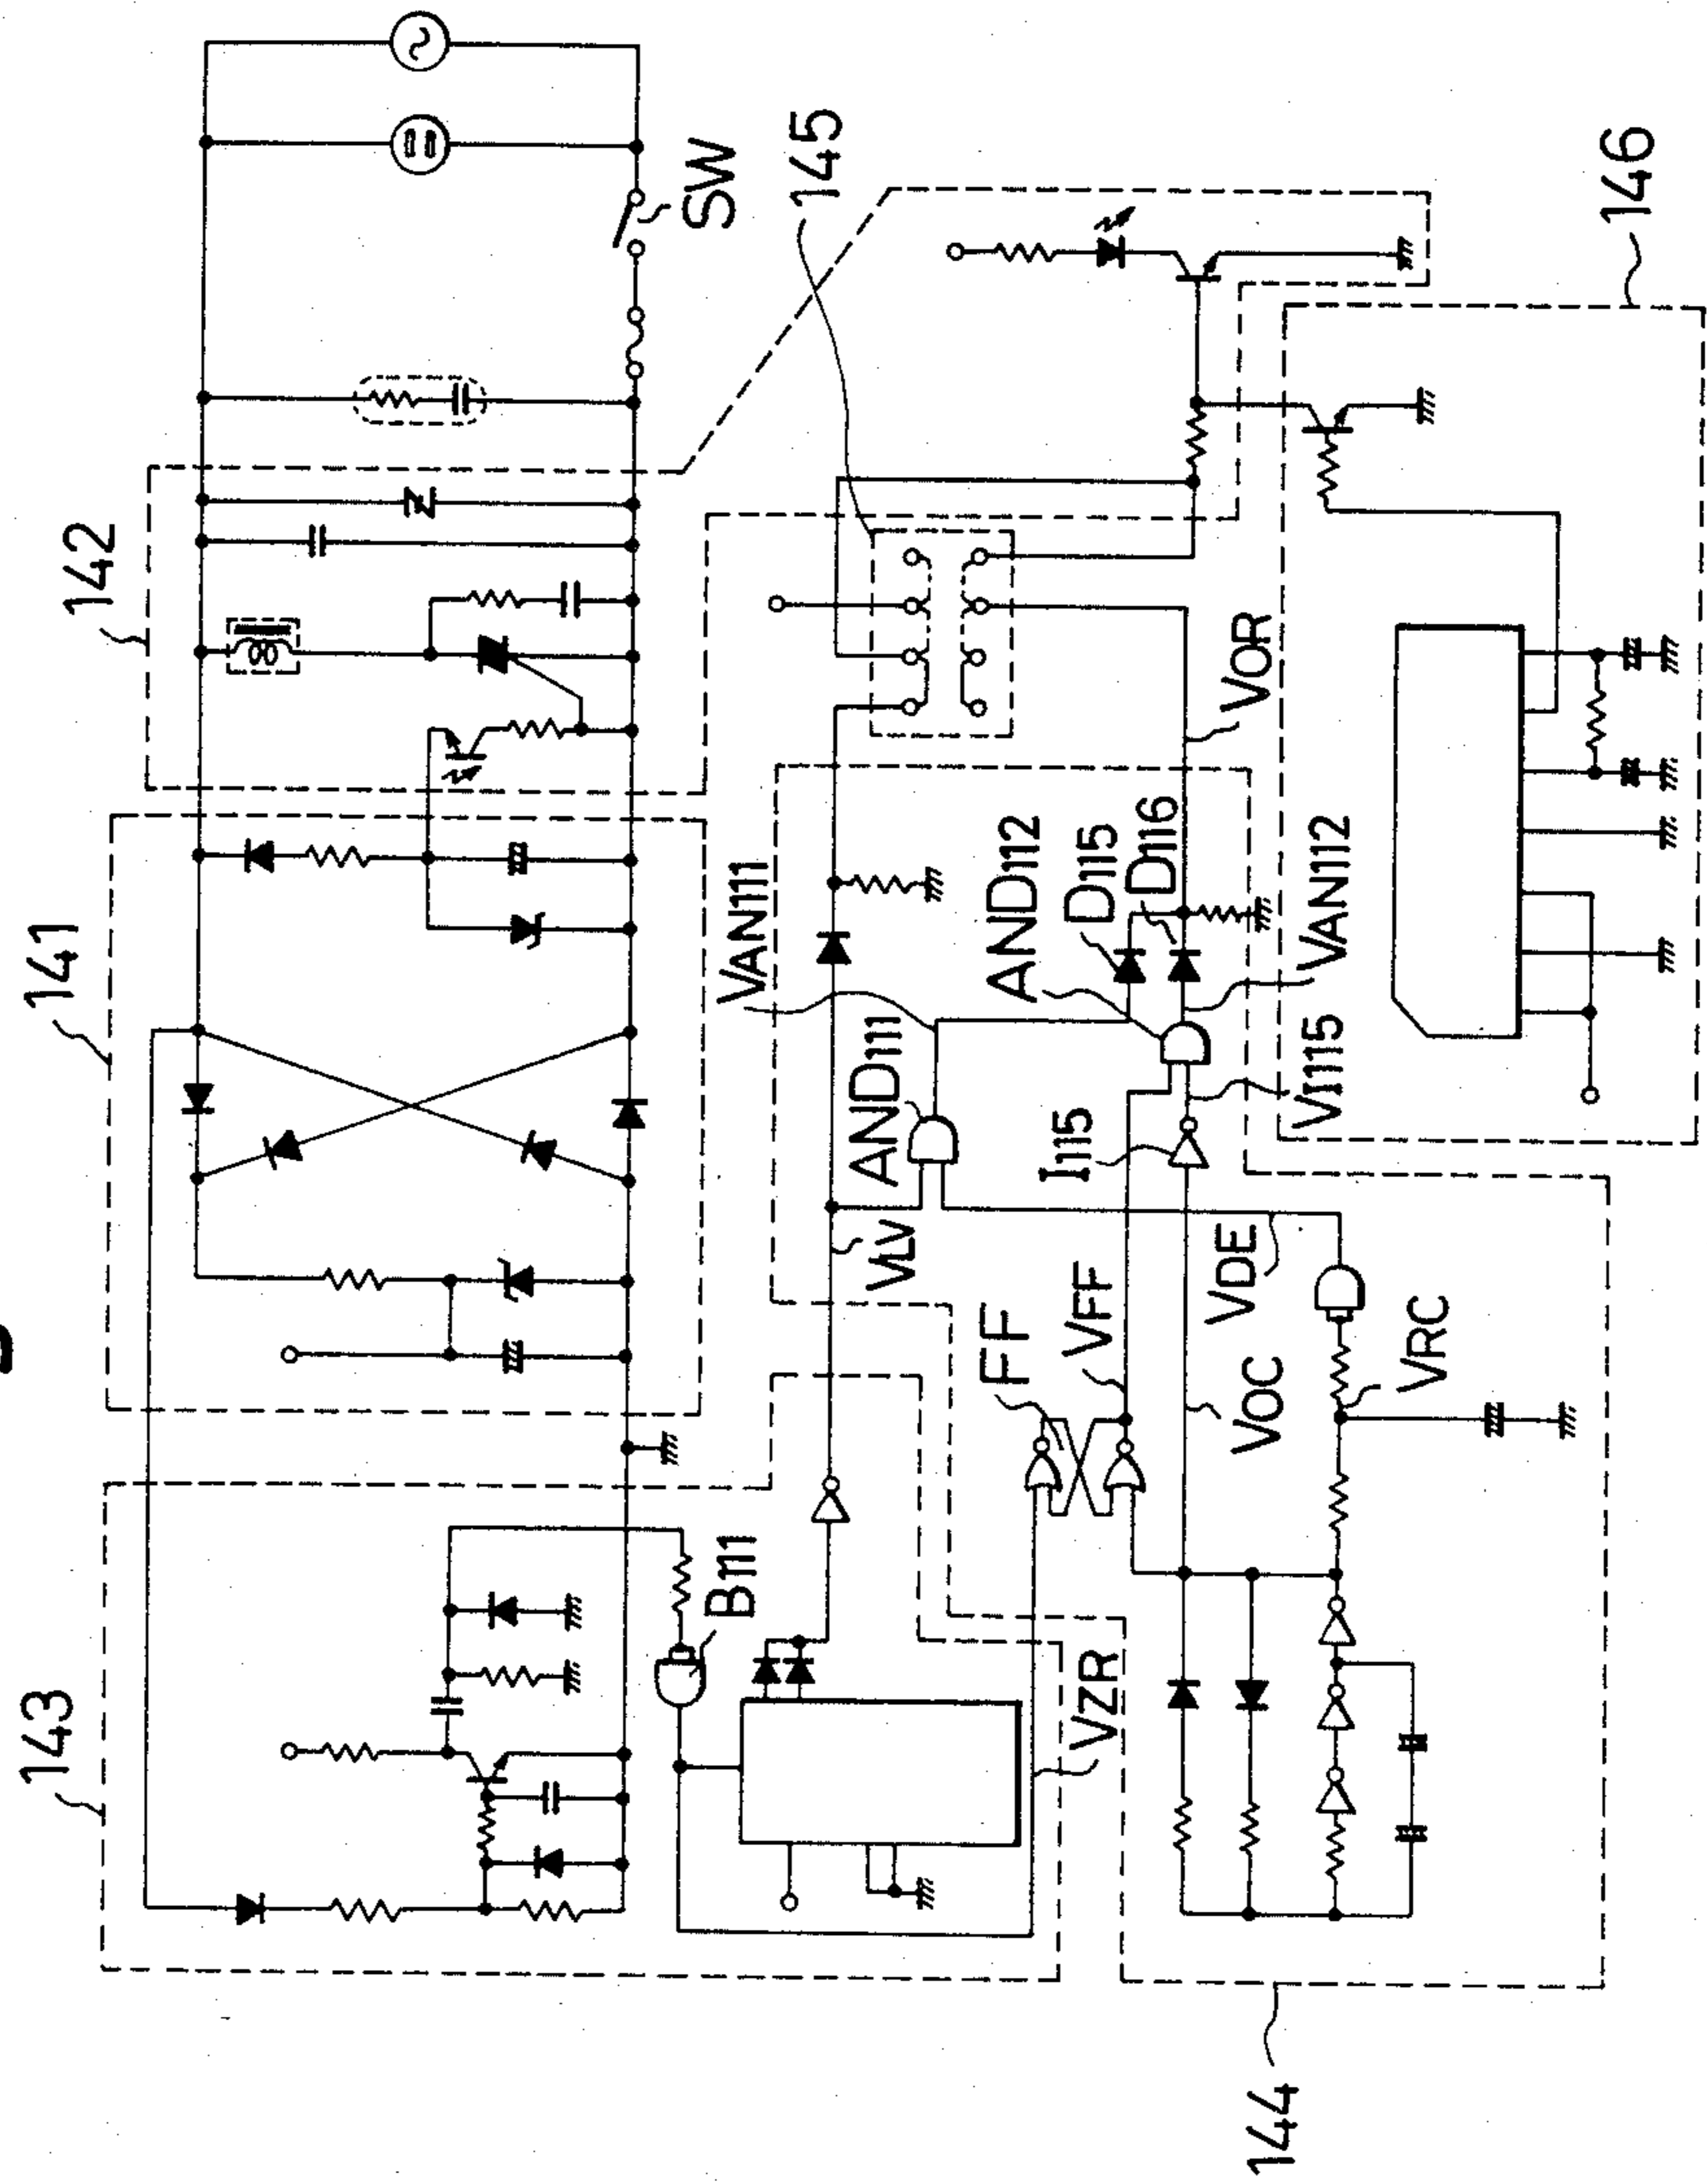 141
142
SW
145
146
143
B111
VZR
VLV
VAN111
AND111
AND112
D115
D116
VOR
VAN112
VI115
I115
FF
VFF
VOC
VDE
VRC
144